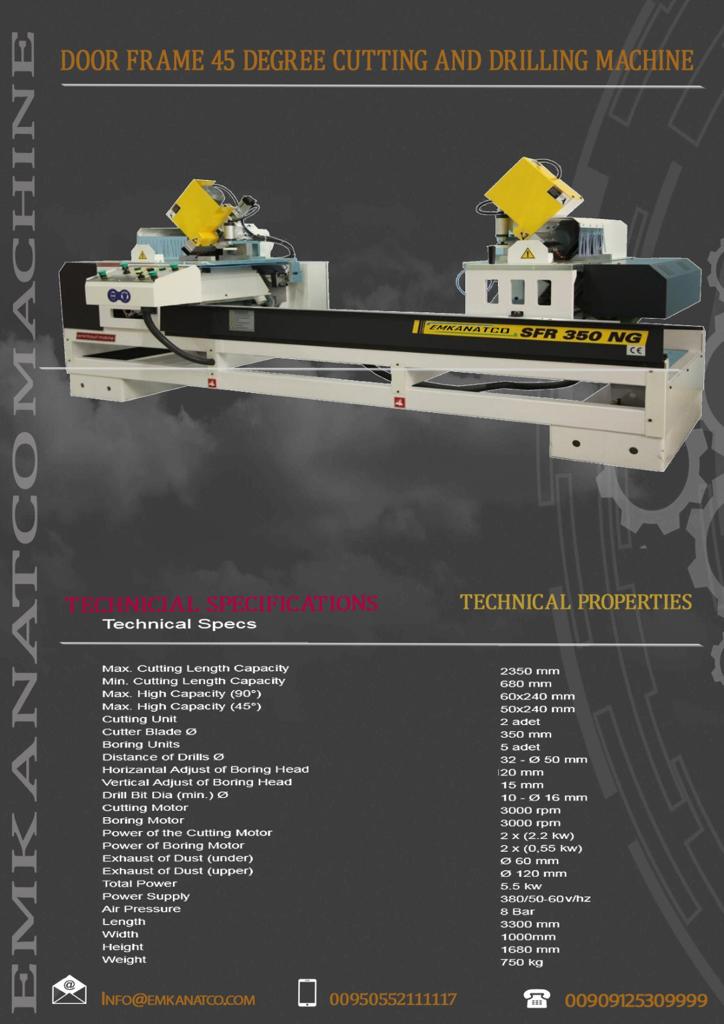 EMKANATCO MACHINE
DOOR FRAME 45 DEGREE CUTTING AND DRILLING MACHINE
EMKANATCO SFR 350 NG
CE
TECHNICIAL SPECIFICATIONS TECHNICAL PROPERTIES
Technical Specs
Max. Cutting Length Capacity 2350 mm
Min. Cutting Length Capacity 680 mm
Max. High Capacity (90°) 60x240 mm
Max. High Capacity (45°) 50x240 mm
Cutting Unit 2 adet
Cutter Blade Ø 350 mm
Boring Units 5 adet
Distance of Drills Ø 32 - Ø 50 mm
Horizantal Adjust of Boring Head 120 mm
Vertical Adjust of Boring Head 15 mm
Drill Bit Dia (min.) Ø 10 - Ø 16 mm
Cutting Motor 3000 rpm
Boring Motor 3000 rpm
Power of the Cutting Motor 2 x (2.2 kw)
Power of Boring Motor 2 x (0,55 kw)
Exhaust of Dust (under) Ø 60 mm
Exhaust of Dust (upper) Ø 120 mm
Total Power 5.5 kw
Power Supply 380/50-60v/hz
Air Pressure 8 Bar
Length 3300 mm
Width 1000mm
Height 1680 mm
Weight 750 kg
@ INFO@EMKANATCO.COM 00950552111117 00909125309999